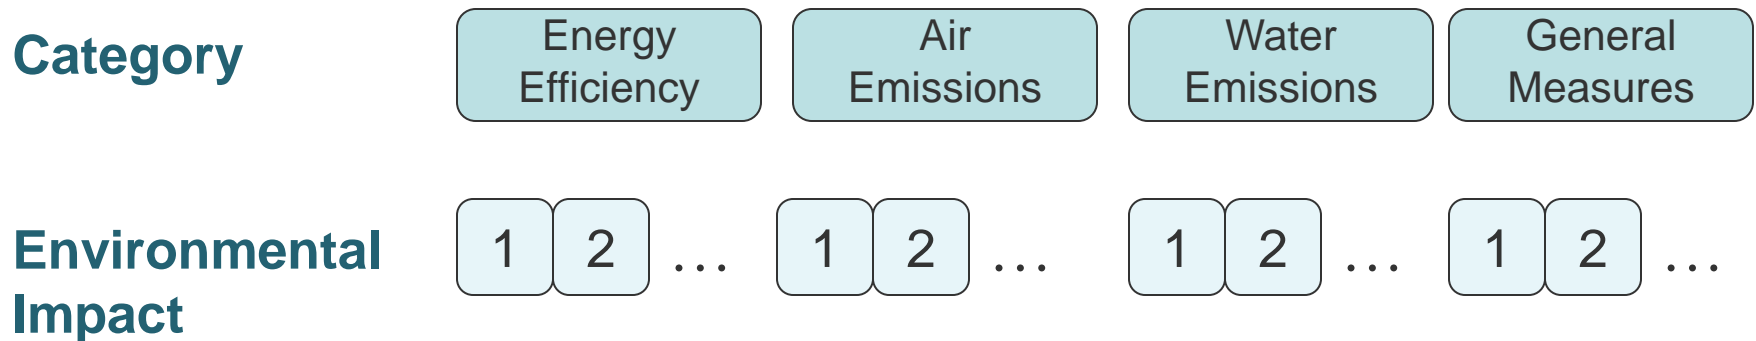 Category
Energy
Efficiency
Air
Emissions
Water
Emissions
General
Measures
Environmental
Impact
1 2 ... 1 2 ... 1 2 ... 1 2 ...